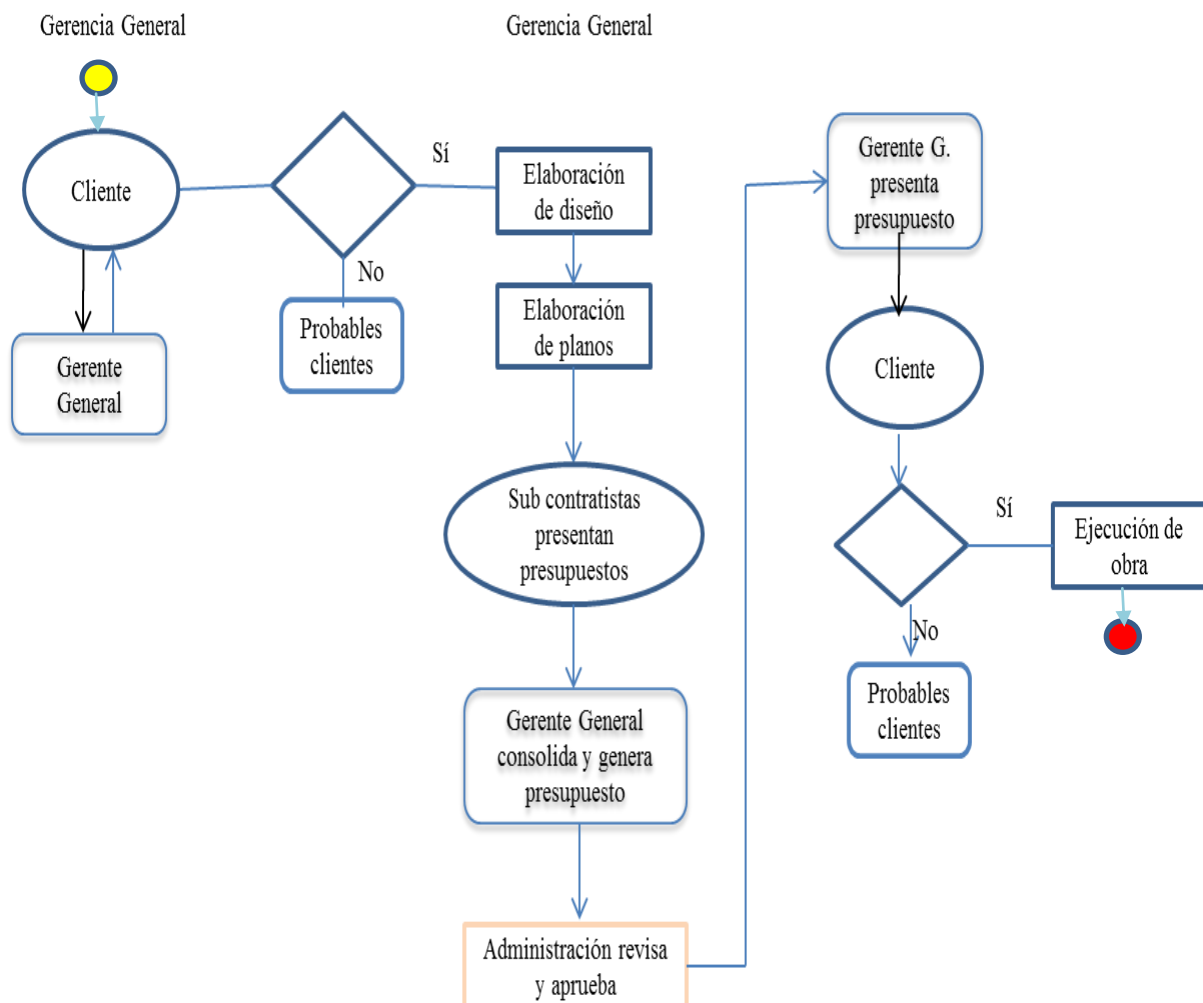 Gerencia General
Gerencia General
Cliente
Gerente
General
Sí
No
Probables
clientes
Elaboración
de diseño
Elaboración
de planos
Sub contratistas
presentan
presupuestos
Gerente General
consolida y genera
presupuesto
Administración revisa
y aprueba
Gerente G.
presenta
presupuesto
Cliente
Sí
Ejecución de
obra
No
Probables
clientes